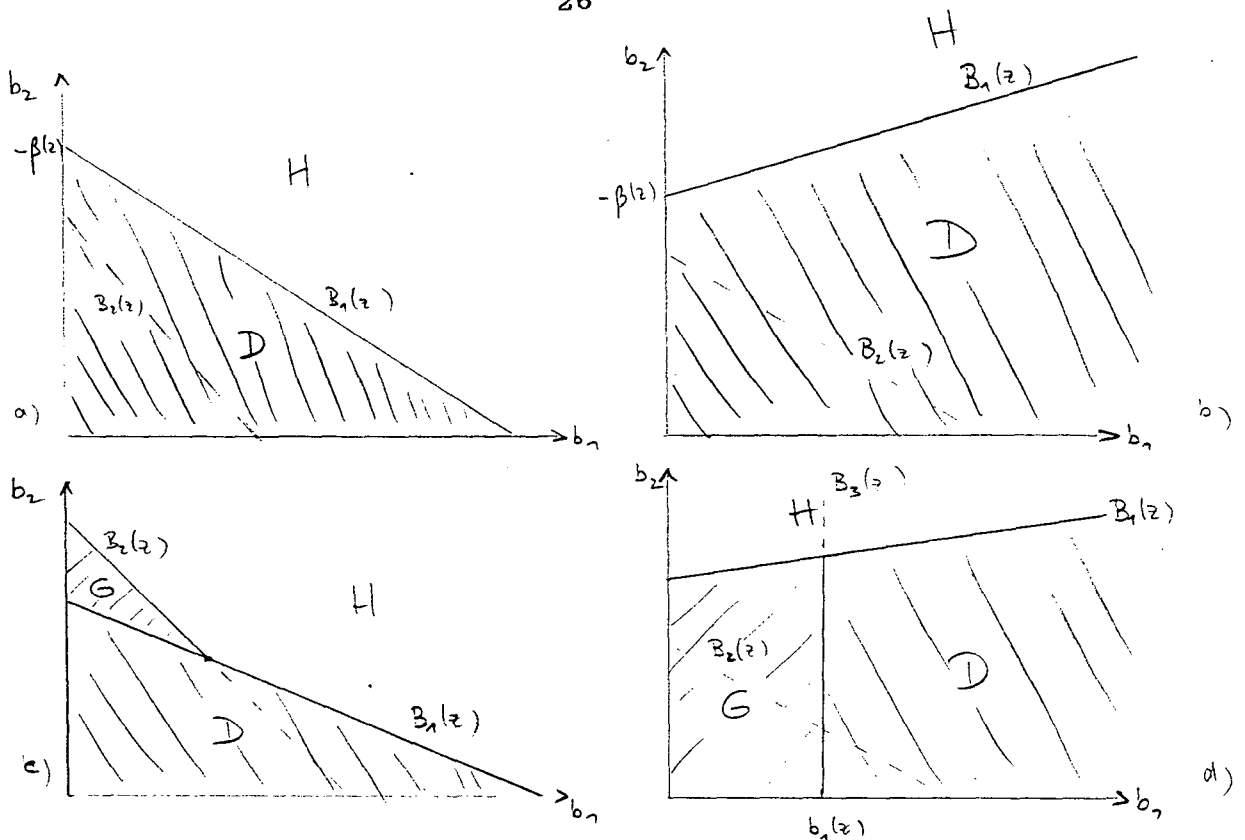 26
b₂
-β(z)
H
B₁(z)
B₂(z)
D
a)
b₁
H
b₂
B₁(z)
-β(z)
D
B₂(z)
b)
b₁
b₂
B₂(z)
G
H
B₁(z)
D
c)
b₁
b₂
B₃(z)
H
B₁(z)
B₂(z)
G
D
d)
b₁
b₁(z)